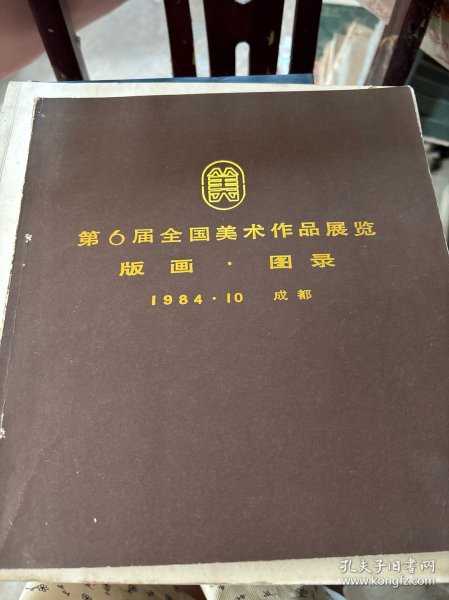 美
第6届全国美术作品展览
版画·图录
1984·10 成都
孔夫子旧书网
www.kongfz.com